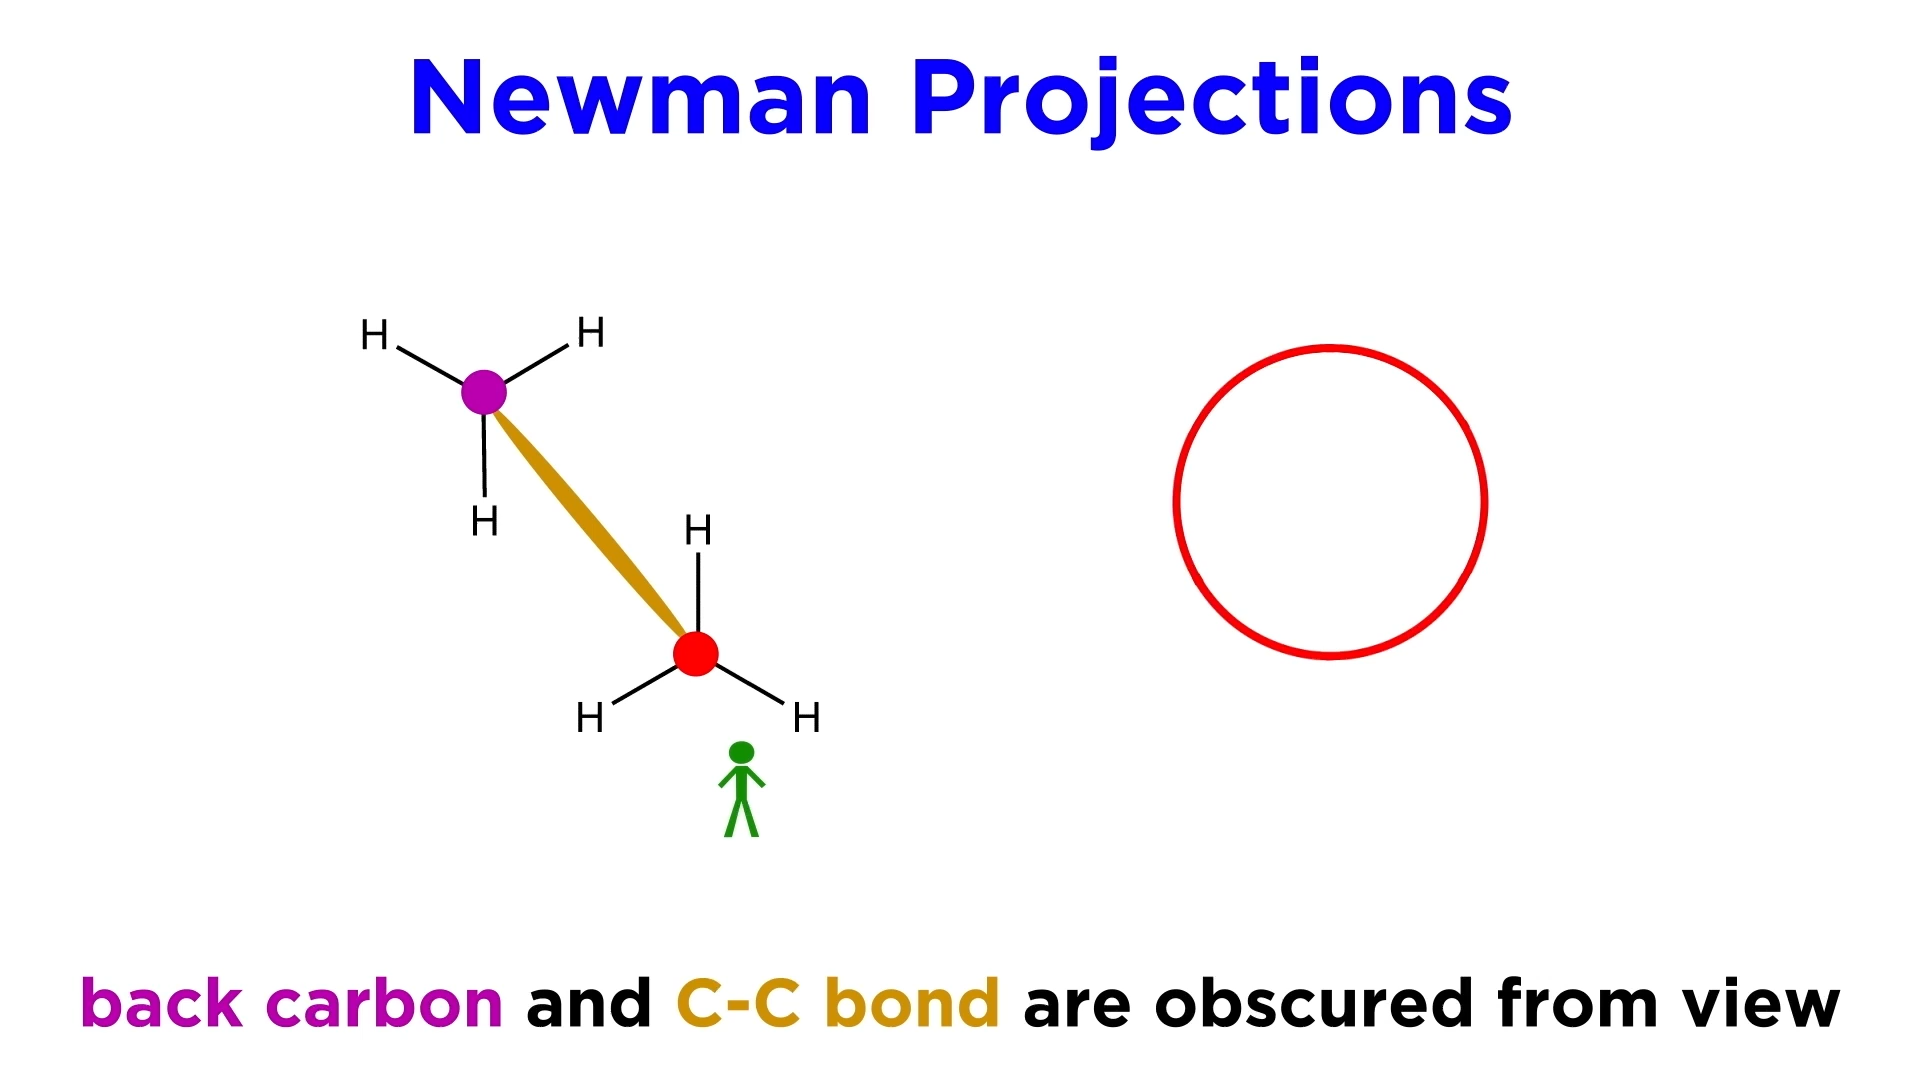 Newman Projections
H H
H
H
H H
back carbon and C-C bond are obscured from view